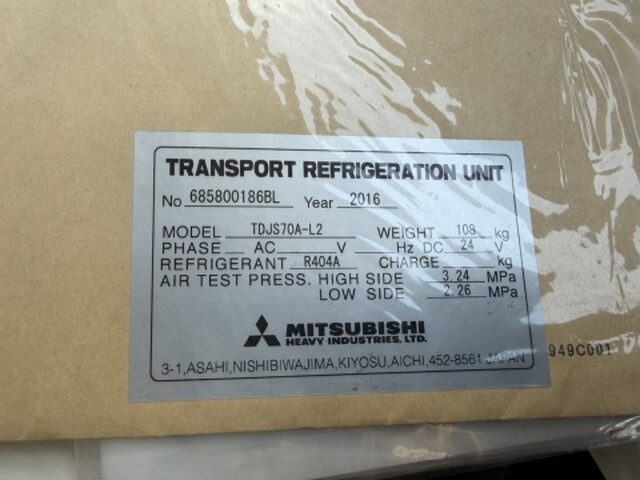 TRANSPORT REFRIGERATION UNIT
No 685800186BL Year 2016
MODEL TDJS70A-L2 WEIGHT 108 kg
PHASE AC V Hz DC 24 V
REFRIGERANT R404A CHARGE kg
AIR TEST PRESS. HIGH SIDE 3.24 MPa
LOW SIDE 2.26 MPa
MITSUBISHI
HEAVY INDUSTRIES, LTD.
3-1,ASAHI,NISHIBIWAJIMA,KIYOSU,AICHI,452-8561 JAPAN
949C001